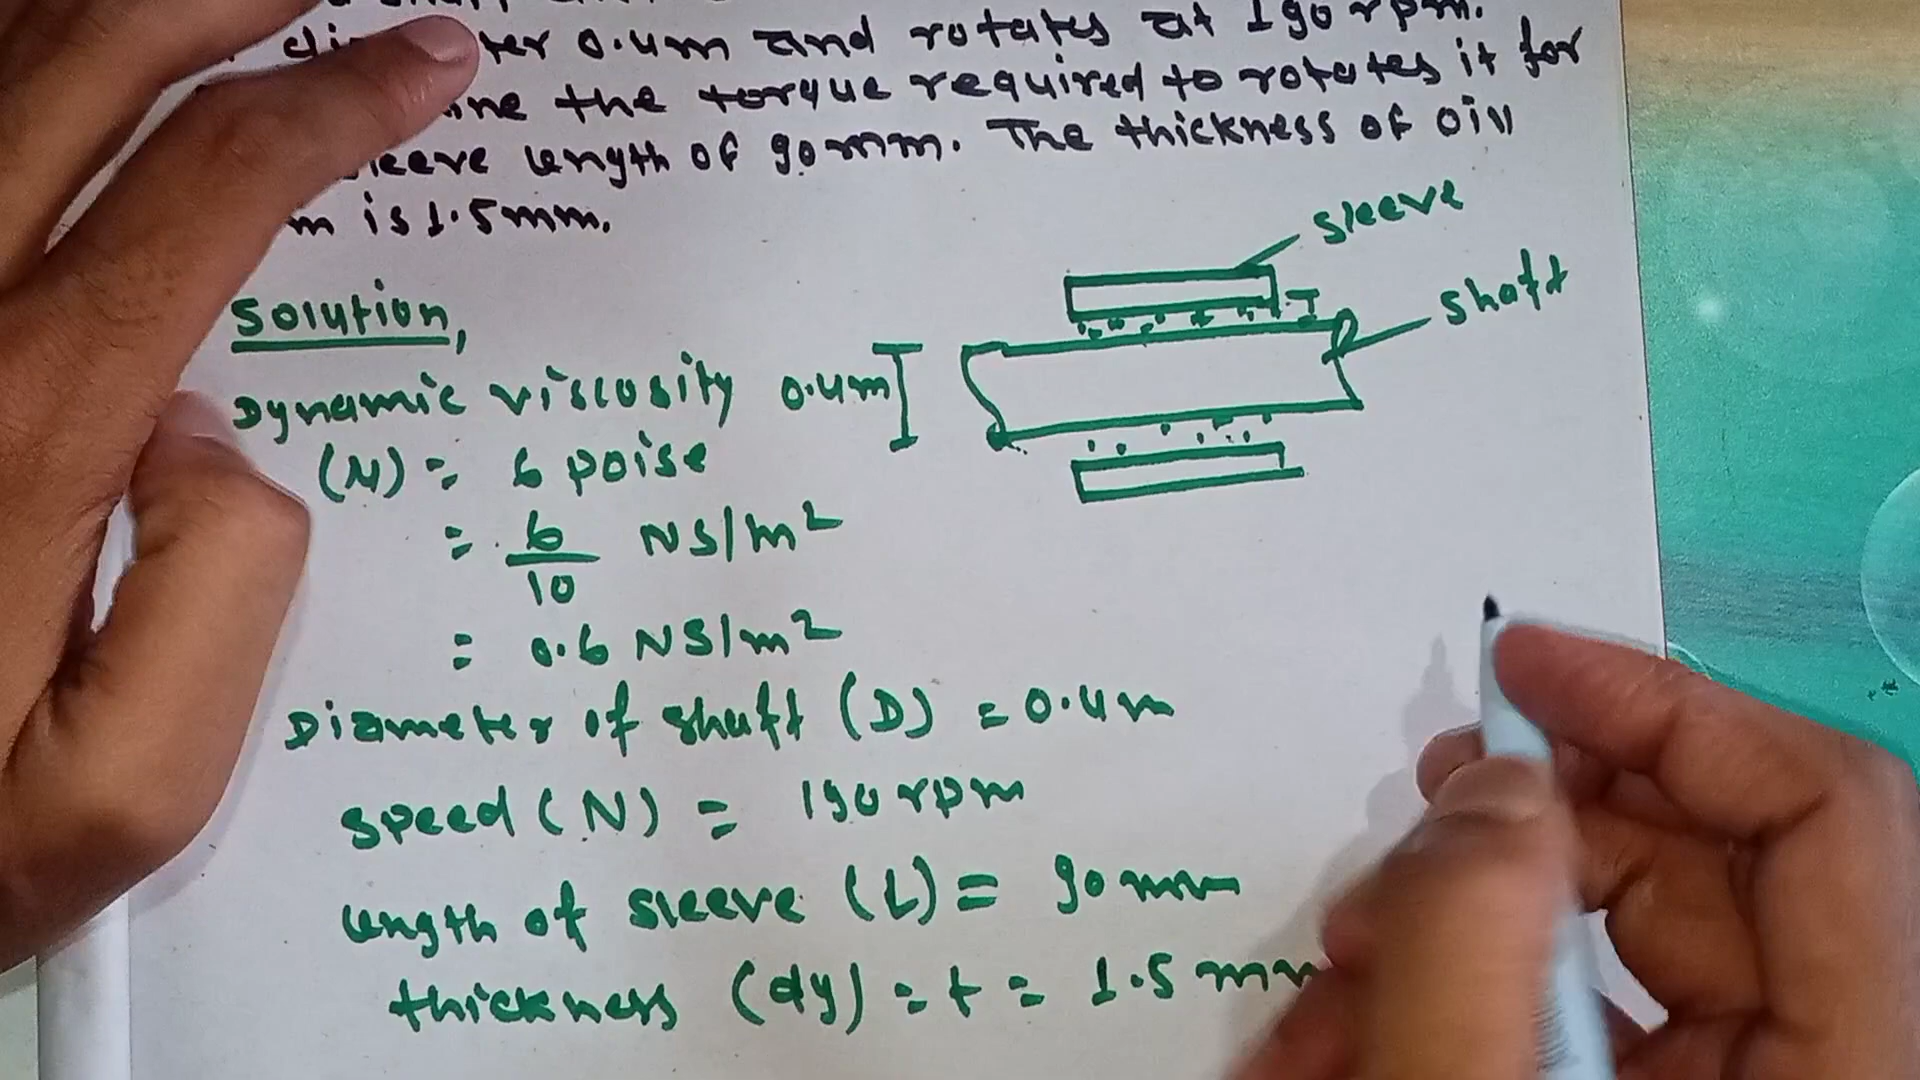 0.4m and rotates at 190 rpm.
the torque required to rotates it for
length of 90mm. The thickness of oil
is 1.5mm.
sleeve
shaft
Solution,
Dynamic viscosity 0.4m
(μ) = 6 poise
= 6/10 NS/m²
= 0.6 NS/m²
Diameter of shaft (D) = 0.4m
speed (N) = 190 rpm
length of sleeve (L) = 90 mm
thickness (dy) = t = 1.5 mm